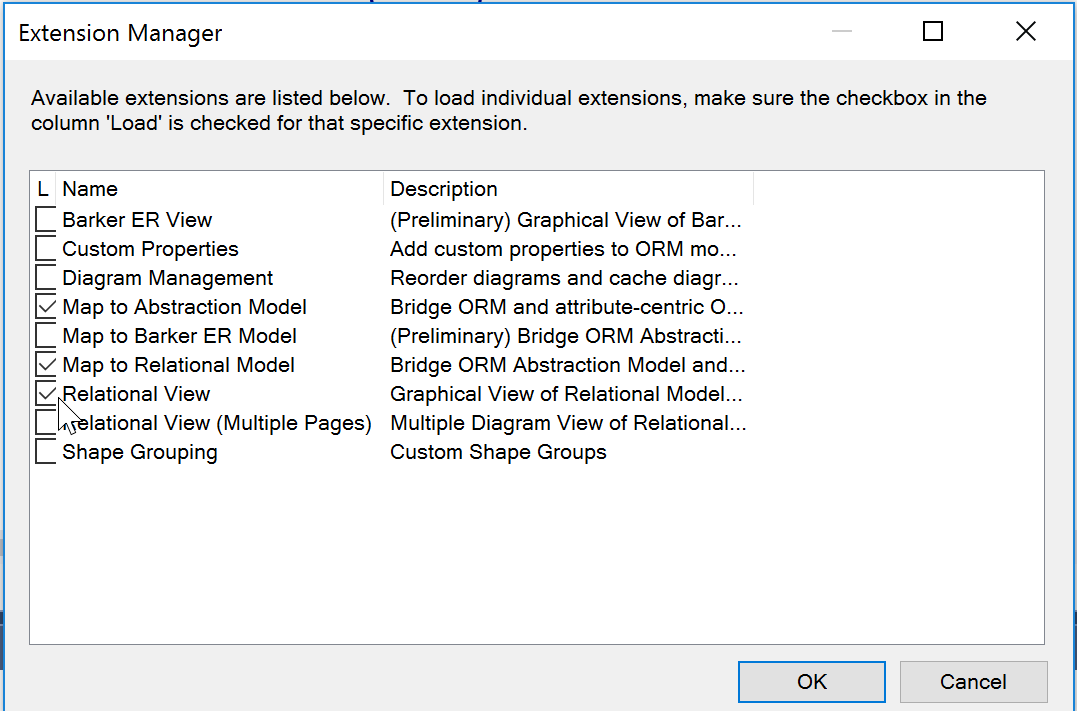 Extension Manager
Available extensions are listed below.  To load individual extensions, make sure the checkbox in the
column 'Load' is checked for that specific extension.
L Name Description
Barker ER View (Preliminary) Graphical View of Bar...
Custom Properties Add custom properties to ORM mo...
Diagram Management Reorder diagrams and cache diagr...
Map to Abstraction Model Bridge ORM and attribute-centric O...
Map to Barker ER Model (Preliminary) Bridge ORM Abstracti...
Map to Relational Model Bridge ORM Abstraction Model and...
Relational View Graphical View of Relational Model...
Relational View (Multiple Pages) Multiple Diagram View of Relational...
Shape Grouping Custom Shape Groups
OK Cancel